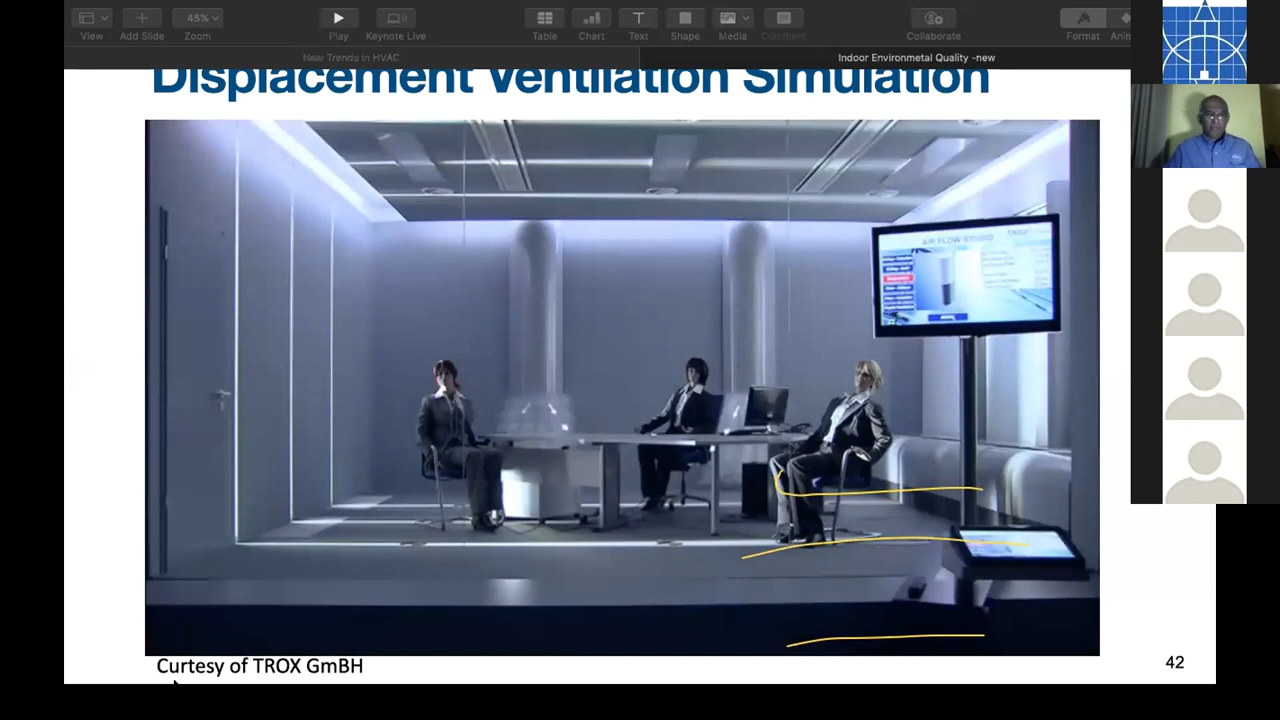 View
Add Slide
45%
Zoom
Play
Keynote Live
Table
Chart
Text
Shape
Media
Comment
Collaborate
Format
New Trends in HVAC
Indoor Environmetal Quality -new
Displacement Ventilation Simulation
AIR FLOW STUDIO
Curtesy of TROX GmBH
42